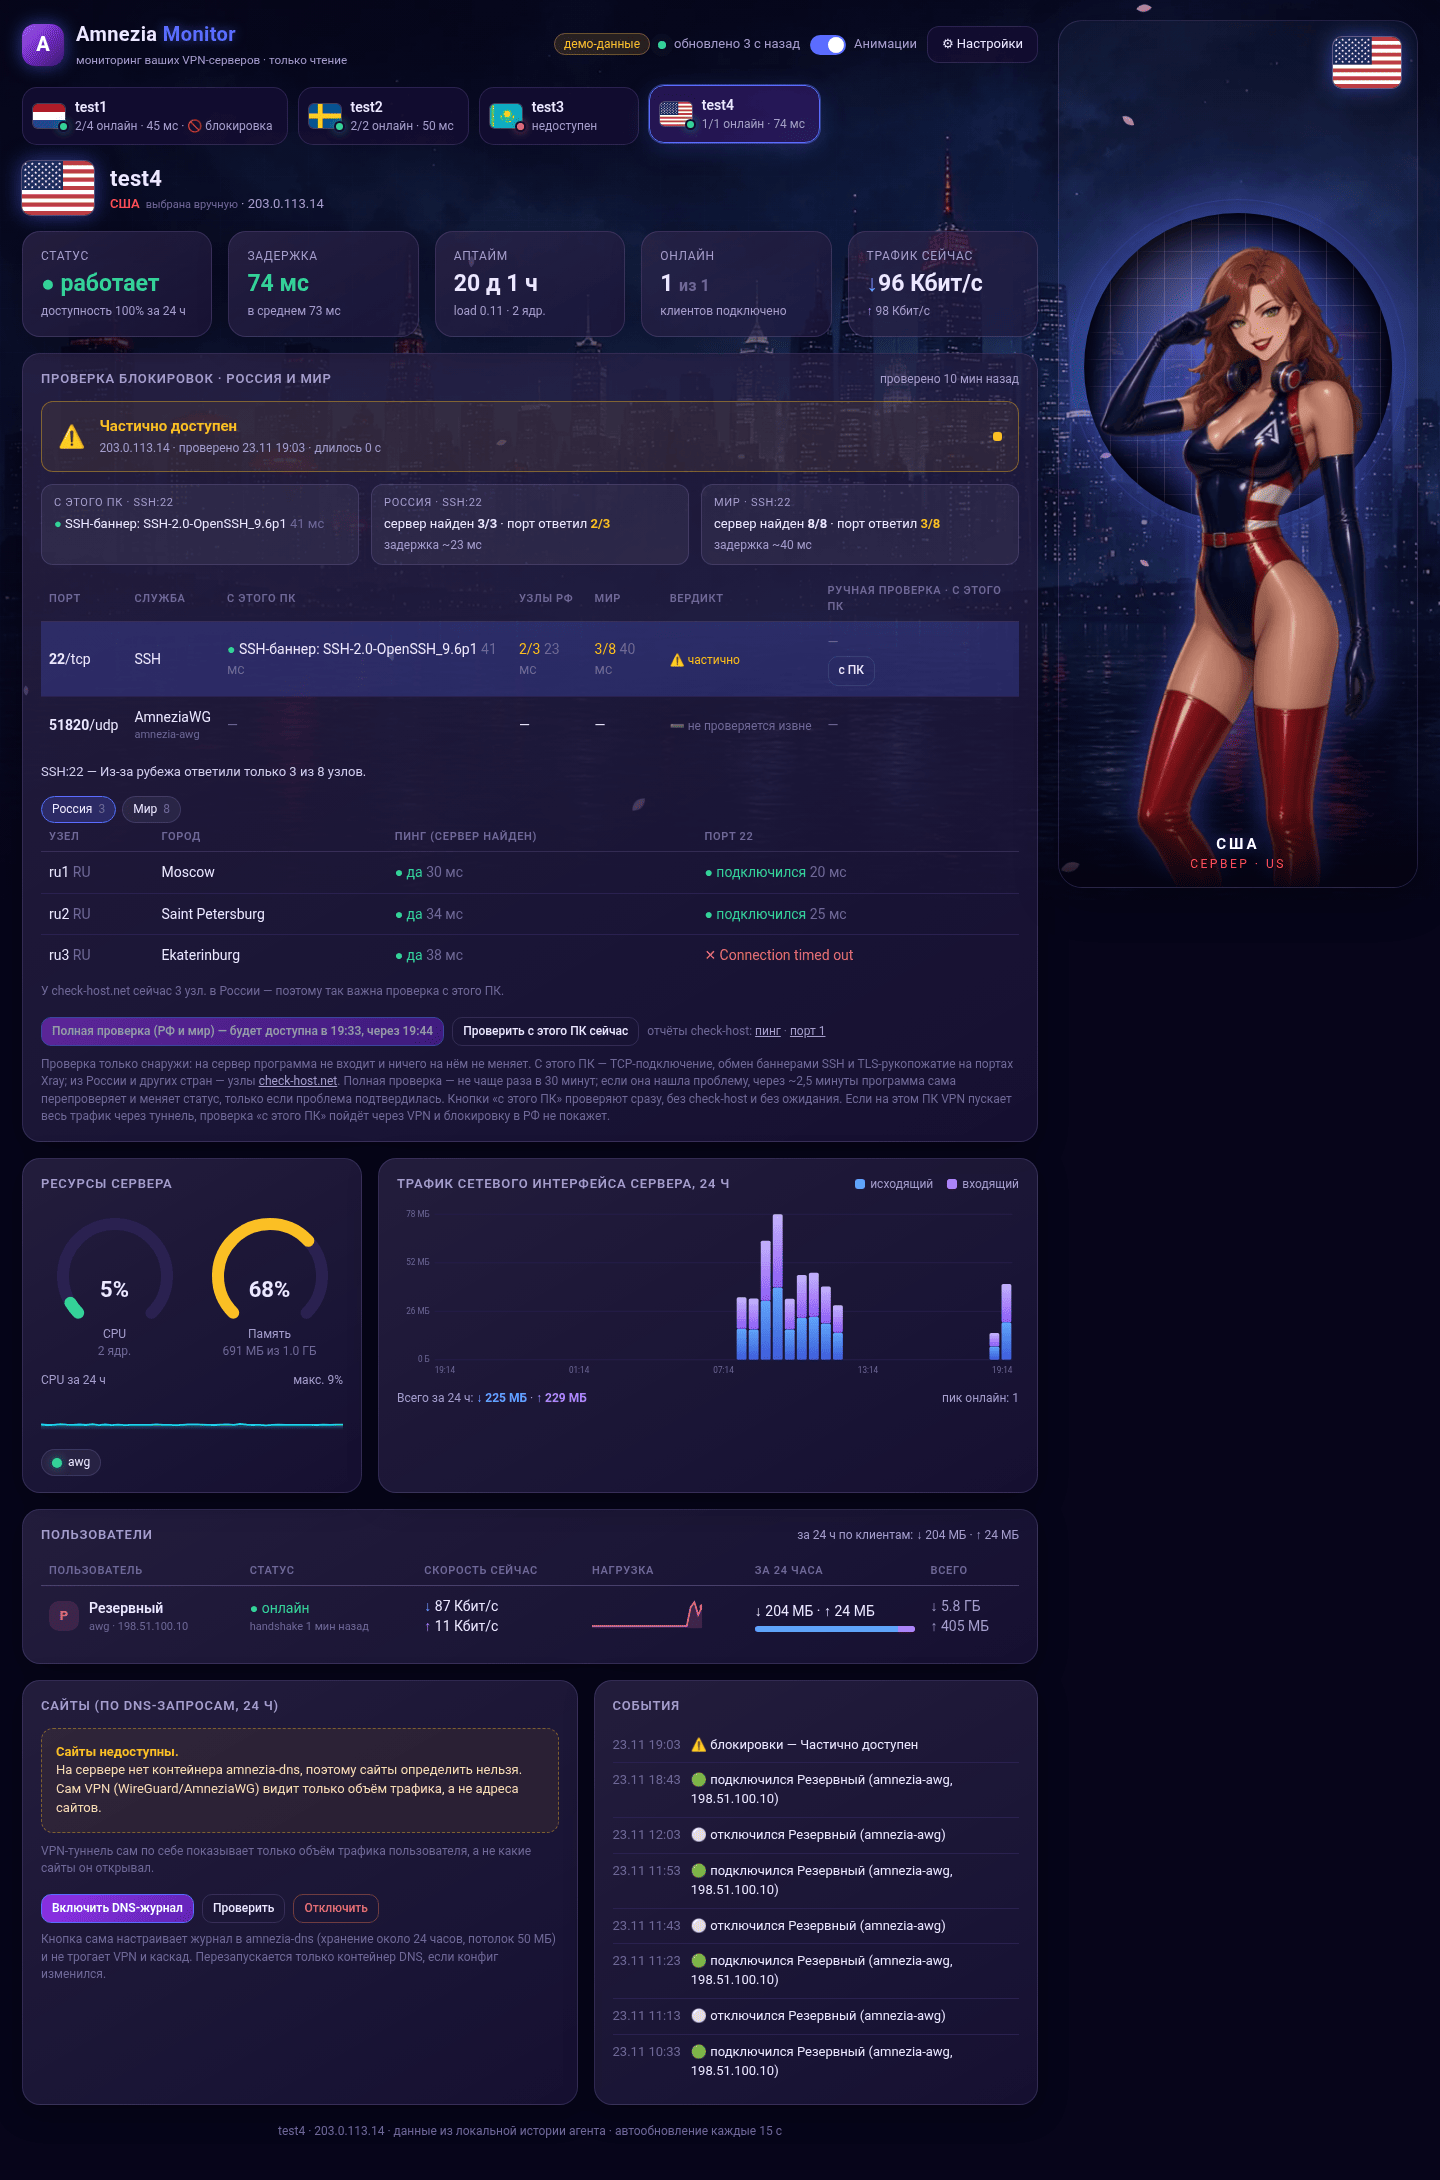 A
Amnezia Monitor
мониторинг ваших VPN-серверов · только чтение
демо-данные
обновлено 3 с назад
Анимации
⚙ Настройки
test1
2/4 онлайн · 45 мс · 🚫 блокировка
test2
2/2 онлайн · 50 мс
test3
недоступен
test4
1/1 онлайн · 74 мс
test4
США выбрана вручную · 203.0.113.14
СТАТУС
● работает
доступность 100% за 24 ч
ЗАДЕРЖКА
74 мс
в среднем 73 мс
АПТАЙМ
20 д 1 ч
load 0.11 · 2 ядр.
ОНЛАЙН
1 из 1
клиентов подключено
ТРАФИК СЕЙЧАС
↓96 Кбит/с
↑ 98 Кбит/с
ПРОВЕРКА БЛОКИРОВОК · РОССИЯ И МИР
проверено 10 мин назад
⚠️ Частично доступен
203.0.113.14 · проверено 23.11 19:03 · длилось 0 с
С ЭТОГО ПК · SSH:22
● SSH-баннер: SSH-2.0-OpenSSH_9.6p1 41 мс
РОССИЯ · SSH:22
сервер найден 3/3 · порт ответил 2/3
задержка ~23 мс
МИР · SSH:22
сервер найден 8/8 · порт ответил 3/8
задержка ~40 мс
ПОРТ СЛУЖБА С ЭТОГО ПК УЗЛЫ РФ МИР ВЕРДИКТ РУЧНАЯ ПРОВЕРКА · С ЭТОГО
ПК
22/tcp SSH ● SSH-баннер: SSH-2.0-OpenSSH_9.6p1 41
мс
2/3 23
мс
3/8 40
мс
⚠️ частично
—
с ПК
51820/udp AmneziaWG
amnezia-awg
— — — ➖ не проверяется извне —
SSH:22 — Из-за рубежа ответили только 3 из 8 узлов.
Россия 3
Мир 8
УЗЕЛ ГОРОД ПИНГ (СЕРВЕР НАЙДЕН) ПОРТ 22
ru1 RU Moscow ● да 30 мс ● подключился 20 мс
ru2 RU Saint Petersburg ● да 34 мс ● подключился 25 мс
ru3 RU Ekaterinburg ● да 38 мс ✕ Connection timed out
У check-host.net сейчас 3 узл. в России — поэтому так важна проверка с этого ПК.
Полная проверка (РФ и мир) — будет доступна в 19:33, через 19:44
Проверить с этого ПК сейчас
отчёты check-host: пинг · порт 1
Проверка только снаружи: на сервер программа не входит и ничего на нём не меняет. С этого ПК — TCP-подключение, обмен баннерами SSH и TLS-рукопожатие на портах
Xray; из России и других стран — узлы check-host.net. Полная проверка — не чаще раза в 30 минут; если она нашла проблему, через ~2,5 минуты программа сама
перепроверяет и меняет статус, только если проблема подтвердилась. Кнопки «с этого ПК» проверяют сразу, без check-host и без ожидания. Если на этом ПК VPN пускает
весь трафик через туннель, проверка «с этого ПК» пойдёт через VPN и блокировку в РФ не покажет.
РЕСУРСЫ СЕРВЕРА
5%
CPU
2 ядр.
68%
Память
691 МБ из 1.0 ГБ
CPU за 24 ч
макс. 9%
awg
ТРАФИК СЕТЕВОГО ИНТЕРФЕЙСА СЕРВЕРА, 24 Ч
исходящий входящий
78 МБ
52 МБ
26 МБ
0 Б
19:14 01:14 07:14 13:14 19:14
Всего за 24 ч: ↓ 225 МБ · ↑ 229 МБ
пик онлайн: 1
ПОЛЬЗОВАТЕЛИ
за 24 ч по клиентам: ↓ 204 МБ · ↑ 24 МБ
ПОЛЬЗОВАТЕЛЬ СТАТУС СКОРОСТЬ СЕЙЧАС НАГРУЗКА ЗА 24 ЧАСА ВСЕГО
Р
Резервный
awg · 198.51.100.10
● онлайн
handshake 1 мин назад
↓ 87 Кбит/с
↑ 11 Кбит/с
↓ 204 МБ · ↑ 24 МБ
↓ 5.8 ГБ
↑ 405 МБ
САЙТЫ (ПО DNS-ЗАПРОСАМ, 24 Ч)
Сайты недоступны.
На сервере нет контейнера amnezia-dns, поэтому сайты определить нельзя.
Сам VPN (WireGuard/AmneziaWG) видит только объём трафика, а не адреса
сайтов.
VPN-туннель сам по себе показывает только объём трафика пользователя, а не какие
сайты он открывал.
Включить DNS-журнал
Проверить
Отключить
Кнопка сама настраивает журнал в amnezia-dns (хранение около 24 часов, потолок 50 МБ)
и не трогает VPN и каскад. Перезапускается только контейнер DNS, если конфиг
изменился.
СОБЫТИЯ
23.11 19:03 ⚠️ блокировки — Частично доступен
23.11 18:43 🟢 подключился Резервный (amnezia-awg,
198.51.100.10)
23.11 12:03 ⚪ отключился Резервный (amnezia-awg)
23.11 11:53 🟢 подключился Резервный (amnezia-awg,
198.51.100.10)
23.11 11:43 ⚪ отключился Резервный (amnezia-awg)
23.11 11:23 🟢 подключился Резервный (amnezia-awg,
198.51.100.10)
23.11 11:13 ⚪ отключился Резервный (amnezia-awg)
23.11 10:33 🟢 подключился Резервный (amnezia-awg,
198.51.100.10)
test4 · 203.0.113.14 · данные из локальной истории агента · автообновление каждые 15 с
США
СЕРВЕР · US